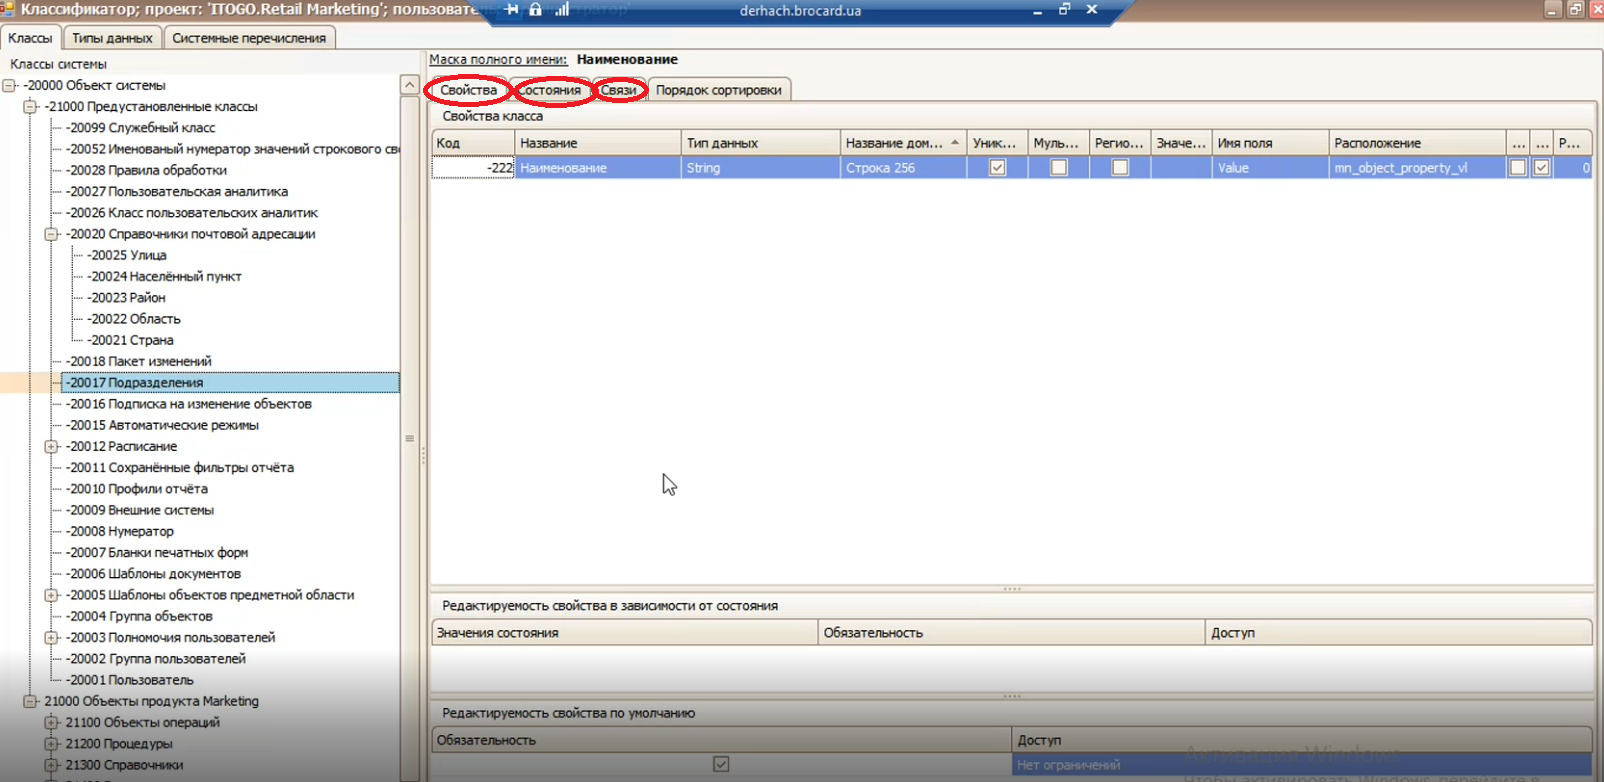 Классификатор; проект: 'ITOGO.Retail Marketing'; пользователь
derhach.brocard.ua
Классы
Типы данных
Системные перечисления
Классы системы
-20000 Объект системы
-21000 Предустановленные классы
-20099 Служебный класс
-20052 Именованый нумератор значений строкового св
-20028 Правила обработки
-20027 Пользовательская аналитика
-20026 Класс пользовательских аналитик
-20020 Справочники почтовой адресации
-20025 Улица
-20024 Населённый пункт
-20023 Район
-20022 Область
-20021 Страна
-20018 Пакет изменений
-20017 Подразделения
-20016 Подписка на изменение объектов
-20015 Автоматические режимы
-20012 Расписание
-20011 Сохранённые фильтры отчёта
-20010 Профили отчёта
-20009 Внешние системы
-20008 Нумератор
-20007 Бланки печатных форм
-20006 Шаблоны документов
-20005 Шаблоны объектов предметной области
-20004 Группа объектов
-20003 Полномочия пользователей
-20002 Группа пользователей
-20001 Пользователь
21000 Объекты продукта Marketing
21100 Объекты операций
21200 Процедуры
21300 Справочники
Маска полного имени: Наименование
Свойства
Состояния
Связи
Порядок сортировки
Свойства класса
Код Название Тип данных Название дом... Уник... Муль... Регио... Значе... Имя поля Расположение ... ... Р...
-222 Наименование String Строка 256 Value mn_object_property_vl 0
Редактируемость свойства в зависимости от состояния
Значения состояния Обязательность Доступ
Редактируемость свойства по умолчанию
Обязательность Доступ
Нет ограничений
Активация Windows